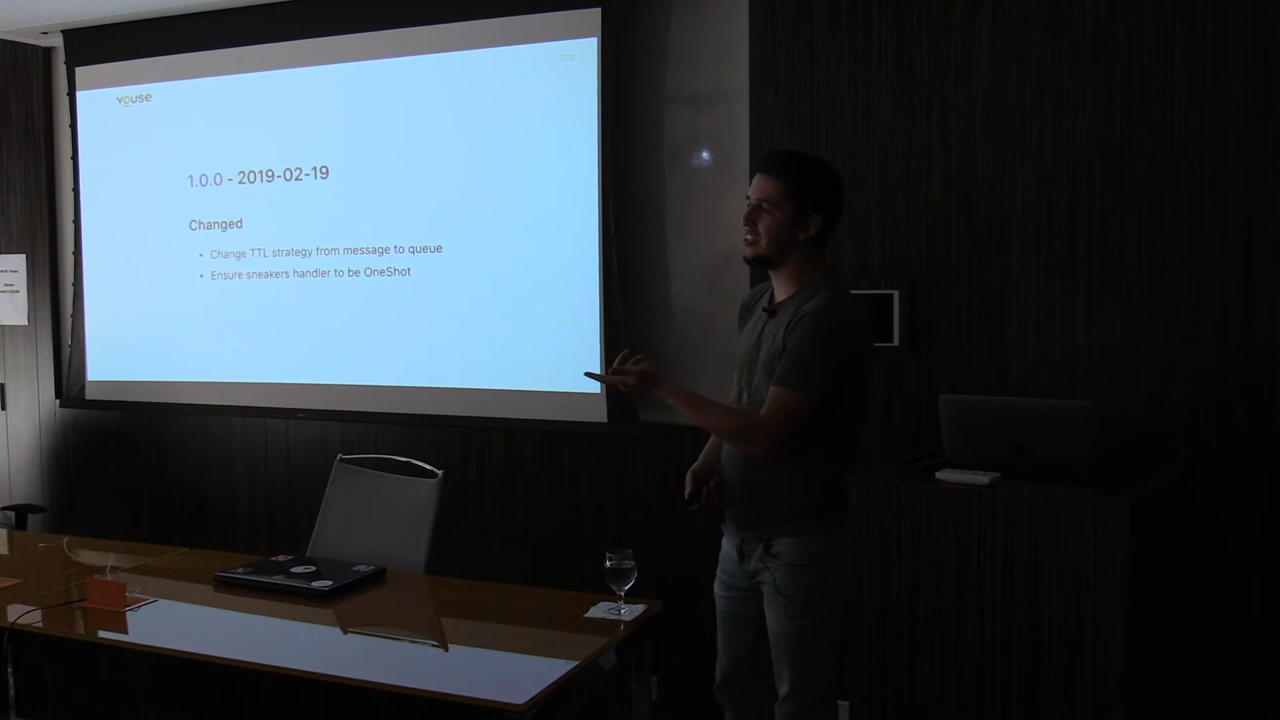 Youse
1.0.0 - 2019-02-19
Changed
• Change TTL strategy from message to queue
• Ensure sneakers handler to be OneShot